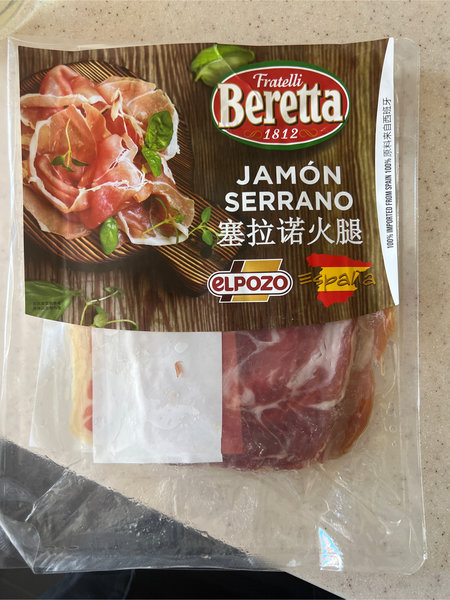 Fratelli
Beretta
1812
JAMÓN
SERRANO
塞拉诺火腿
ELPOZO
España
100% IMPORTED FROM SPAIN 100% 原料来自西班牙